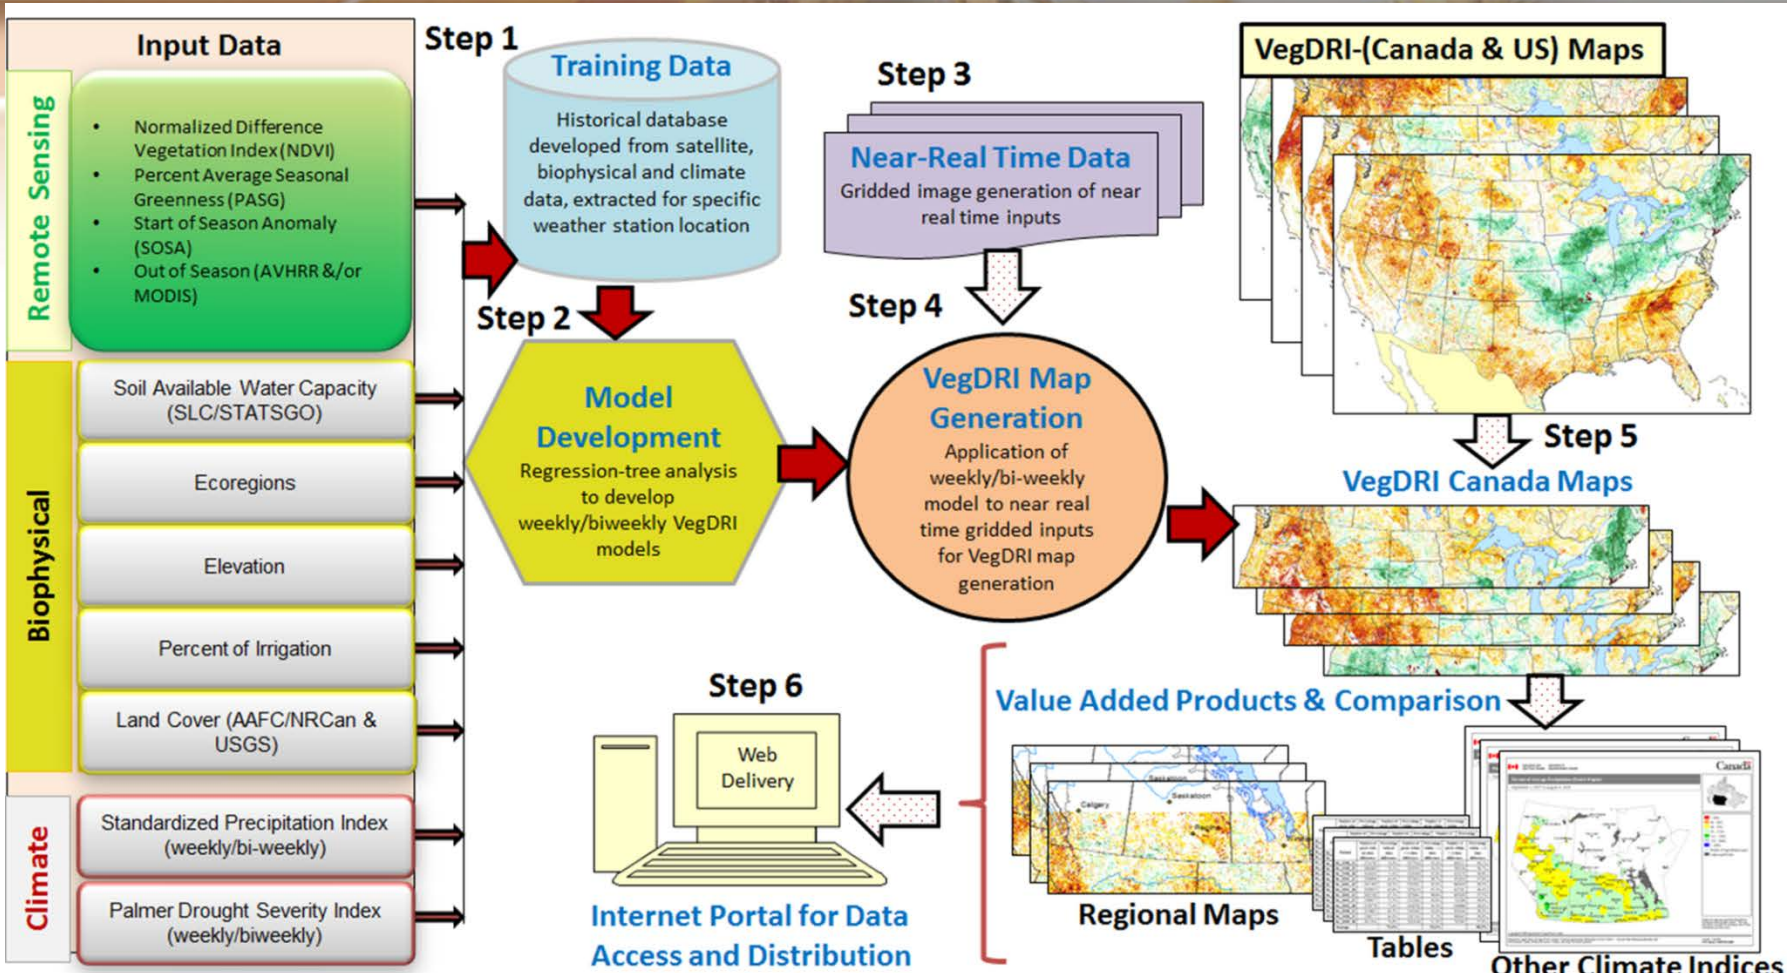 Input Data
Remote Sensing
• Normalized Difference
Vegetation Index (NDVI)
• Percent Average Seasonal
Greenness (PASG)
• Start of Season Anomaly
(SOSA)
• Out of Season (AVHRR &/or
MODIS)
Biophysical
Soil Available Water Capacity
(SLC/STATSGO)
Ecoregions
Elevation
Percent of Irrigation
Land Cover (AAFC/NRCan &
USGS)
Climate
Standardized Precipitation Index
(weekly/bi-weekly)
Palmer Drought Severity Index
(weekly/biweekly)
Step 1
Training Data
Historical database
developed from satellite,
biophysical and climate
data, extracted for specific
weather station location
Step 2
Model
Development
Regression-tree analysis
to develop
weekly/biweekly VegDRI
models
Step 3
Near-Real Time Data
Gridded image generation of near
real time inputs
Step 4
VegDRI Map
Generation
Application of
weekly/bi-weekly
model to near real
time gridded inputs
for VegDRI map
generation
VegDRI-(Canada & US) Maps
Step 5
VegDRI Canada Maps
Value Added Products & Comparison
Saskatoon
Calgary
Saskatoon
Regional Maps
Tables
Canada
Other Climate Indices
Step 6
Web
Delivery
Internet Portal for Data
Access and Distribution